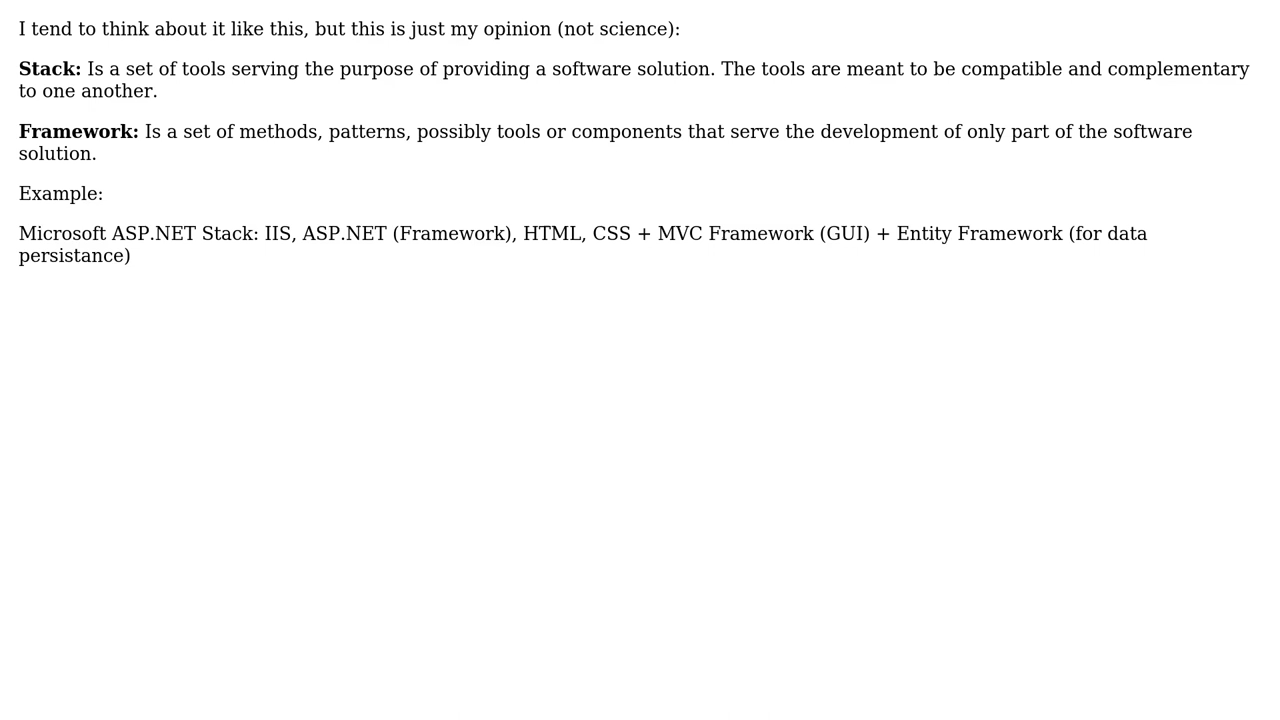 I tend to think about it like this, but this is just my opinion (not science):
Stack: Is a set of tools serving the purpose of providing a software solution. The tools are meant to be compatible and complementary
to one another.
Framework: Is a set of methods, patterns, possibly tools or components that serve the development of only part of the software
solution.
Example:
Microsoft ASP.NET Stack: IIS, ASP.NET (Framework), HTML, CSS + MVC Framework (GUI) + Entity Framework (for data
persistance)